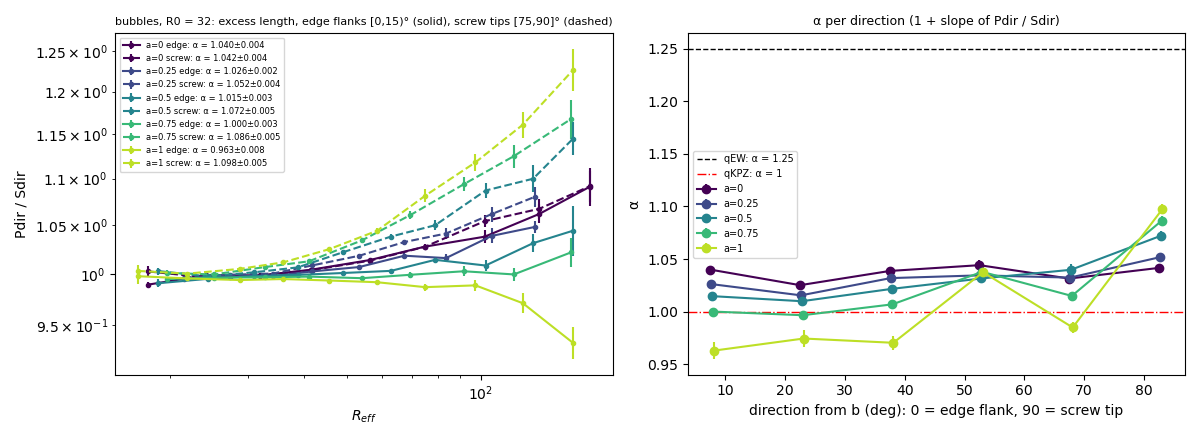 bubbles, R0 = 32: excess length, edge flanks [0,15)° (solid), screw tips [75,90]° (dashed)
1.25 × 10⁰
1.2 × 10⁰
1.15 × 10⁰
1.1 × 10⁰
1.05 × 10⁰
10⁰
9.5 × 10⁻¹
Pdir / Sdir
a=0 edge: α = 1.040±0.004
a=0 screw: α = 1.042±0.004
a=0.25 edge: α = 1.026±0.002
a=0.25 screw: α = 1.052±0.004
a=0.5 edge: α = 1.015±0.003
a=0.5 screw: α = 1.072±0.005
a=0.75 edge: α = 1.000±0.003
a=0.75 screw: α = 1.086±0.005
a=1 edge: α = 0.963±0.008
a=1 screw: α = 1.098±0.005
10²
R_eff
α per direction (1 + slope of Pdir / Sdir)
1.25
1.20
1.15
1.10
1.05
1.00
0.95
α
qEW: α = 1.25
qKPZ: α = 1
a=0
a=0.25
a=0.5
a=0.75
a=1
10 20 30 40 50 60 70 80
direction from b (deg): 0 = edge flank, 90 = screw tip